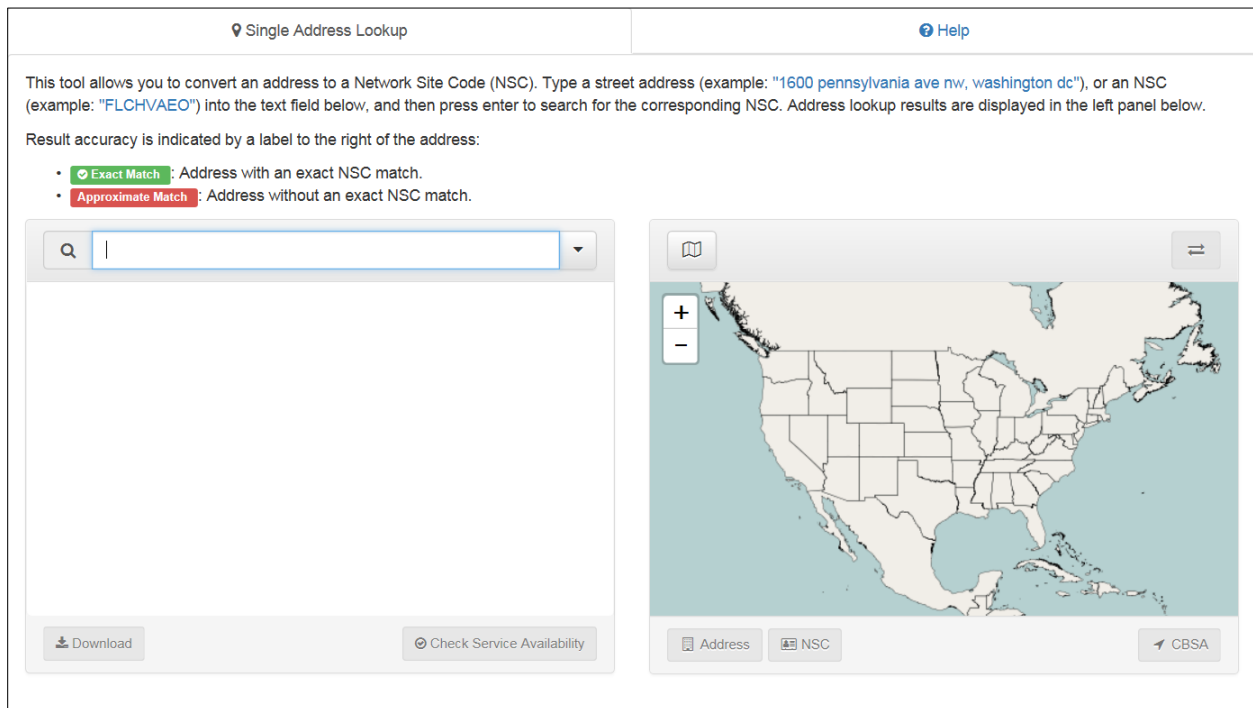 Single Address Lookup
Help
This tool allows you to convert an address to a Network Site Code (NSC). Type a street address (example: "1600 pennsylvania ave nw, washington dc"), or an NSC
(example: "FLCHVAEO") into the text field below, and then press enter to search for the corresponding NSC. Address lookup results are displayed in the left panel below.
Result accuracy is indicated by a label to the right of the address:
• Exact Match : Address with an exact NSC match.
• Approximate Match : Address without an exact NSC match.
+
−
Download
Check Service Availability
Address
NSC
CBSA